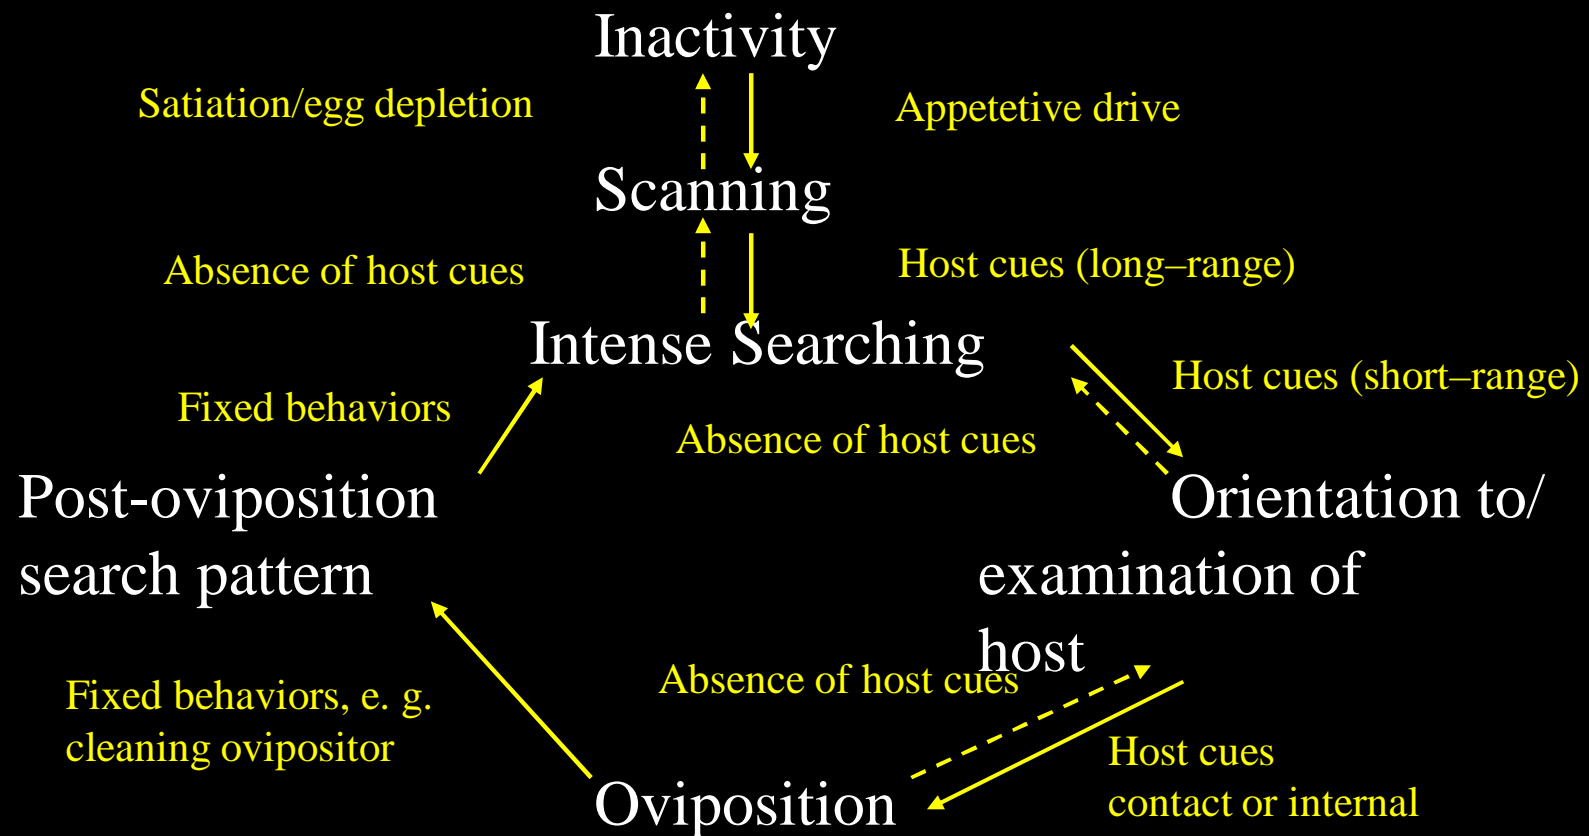 Inactivity
Satiation/egg depletion
Appetetive drive
Scanning
Absence of host cues
Host cues (long–range)
Intense Searching
Host cues (short–range)
Fixed behaviors
Absence of host cues
Post-oviposition
search pattern
Orientation to/
examination of
host
Absence of host cues
Fixed behaviors, e. g.
cleaning ovipositor
Host cues
contact or internal
Oviposition